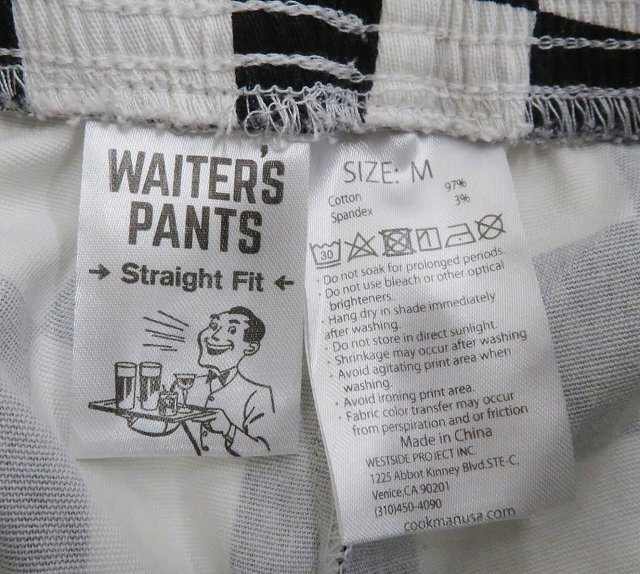 WAITER'S
PANTS
Straight Fit
SIZE: M
Cotton 97%
Spandex 3%
30
· Do not soak for prolonged periods
· Do not use bleach or other optical
brighteners.
· Hang dry in shade immediately
after washing.
· Do not store in direct sunlight.
· Shrinkage may occur after washing
· Avoid agitating print area when
washing.
· Avoid ironing print area.
· Fabric color transfer may occur
from perspiration and or friction
Made in China
WESTSIDE PROJECT INC.
1225 Abbot Kinney Blvd.STE-C,
Venice,CA 90201
(310)450-4090
cookmanusa.com